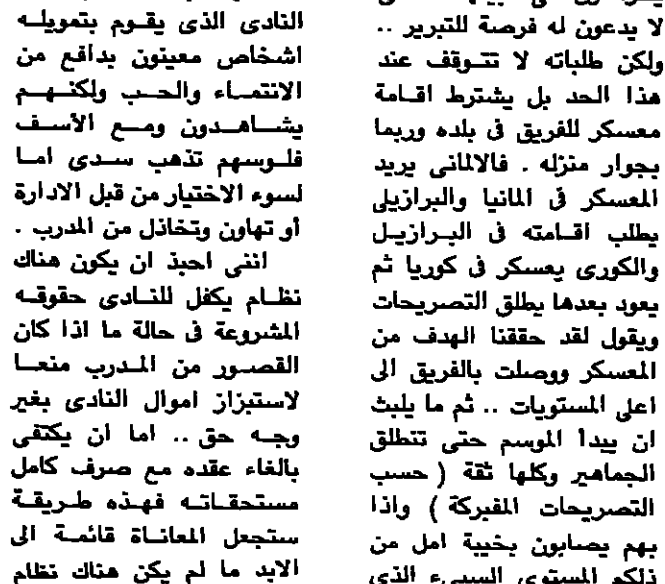 لا يدعون له فرصة للتبرير ..
ولكن طلباته لا تتوقف عند
هذا الحد بل يشترط اقامة
معسكر للفريق فى بلده وربما
بجوار منزله . فالالمانى يريد
المعسكر فى المانيا والبرازيلى
يطلب اقامته فى البرازيل
والكورى يعسكر فى كوريا ثم
يعود بعدها يطلق التصريحات
ويقول لقد حققنا الهدف من
المعسكر ووصلت بالفريق الى
اعلى المستويات .. ثم ما يلبث
ان يبدأ الموسم حتى تنطلق
الجماهير وكلها ثقة ( حسب
التصريحات المفبركة ) واذا
بهم يصابون بخيبة امل من
ذلكم المستوى السيىء الذى
النادى الذى يقوم بتمويله
اشخاص معينون بدافع من
الانتماء والحب ولكنهم
يشاهدون ومع الأسف
فلوسهم تذهب سدى اما
لسوء الاختيار من قبل الادارة
أو تهاون وتخاذل من المدرب .
اننى احبذ ان يكون هناك
نظام يكفل للنادى حقوقه
المشروعة فى حالة ما اذا كان
القصور من المدرب منعا
لاستبزاز اموال النادى بغير
وجه حق .. اما ان يكتفى
بالغاء عقده مع صرف كامل
مستحقاته فهذه طريقة
ستجعل المعاناة قائمة الى
الابد ما لم يكن هناك نظام